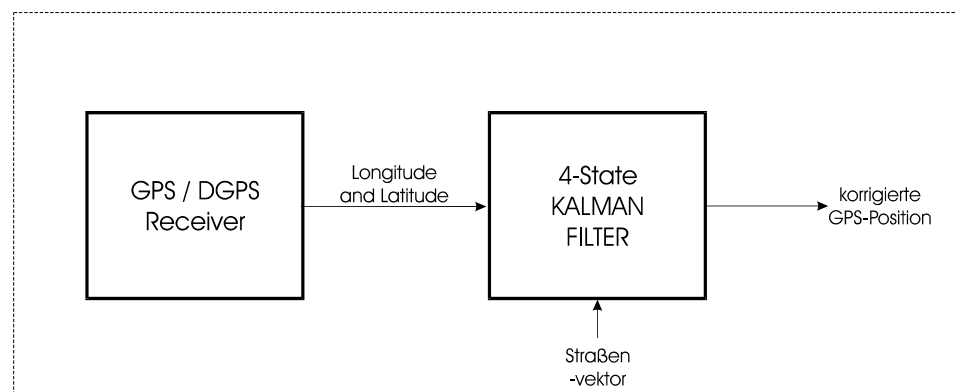 GPS / DGPS
Receiver
Longitude
and Latitude
4-State
KALMAN
FILTER
korrigierte
GPS-Position
Straßen
-vektor